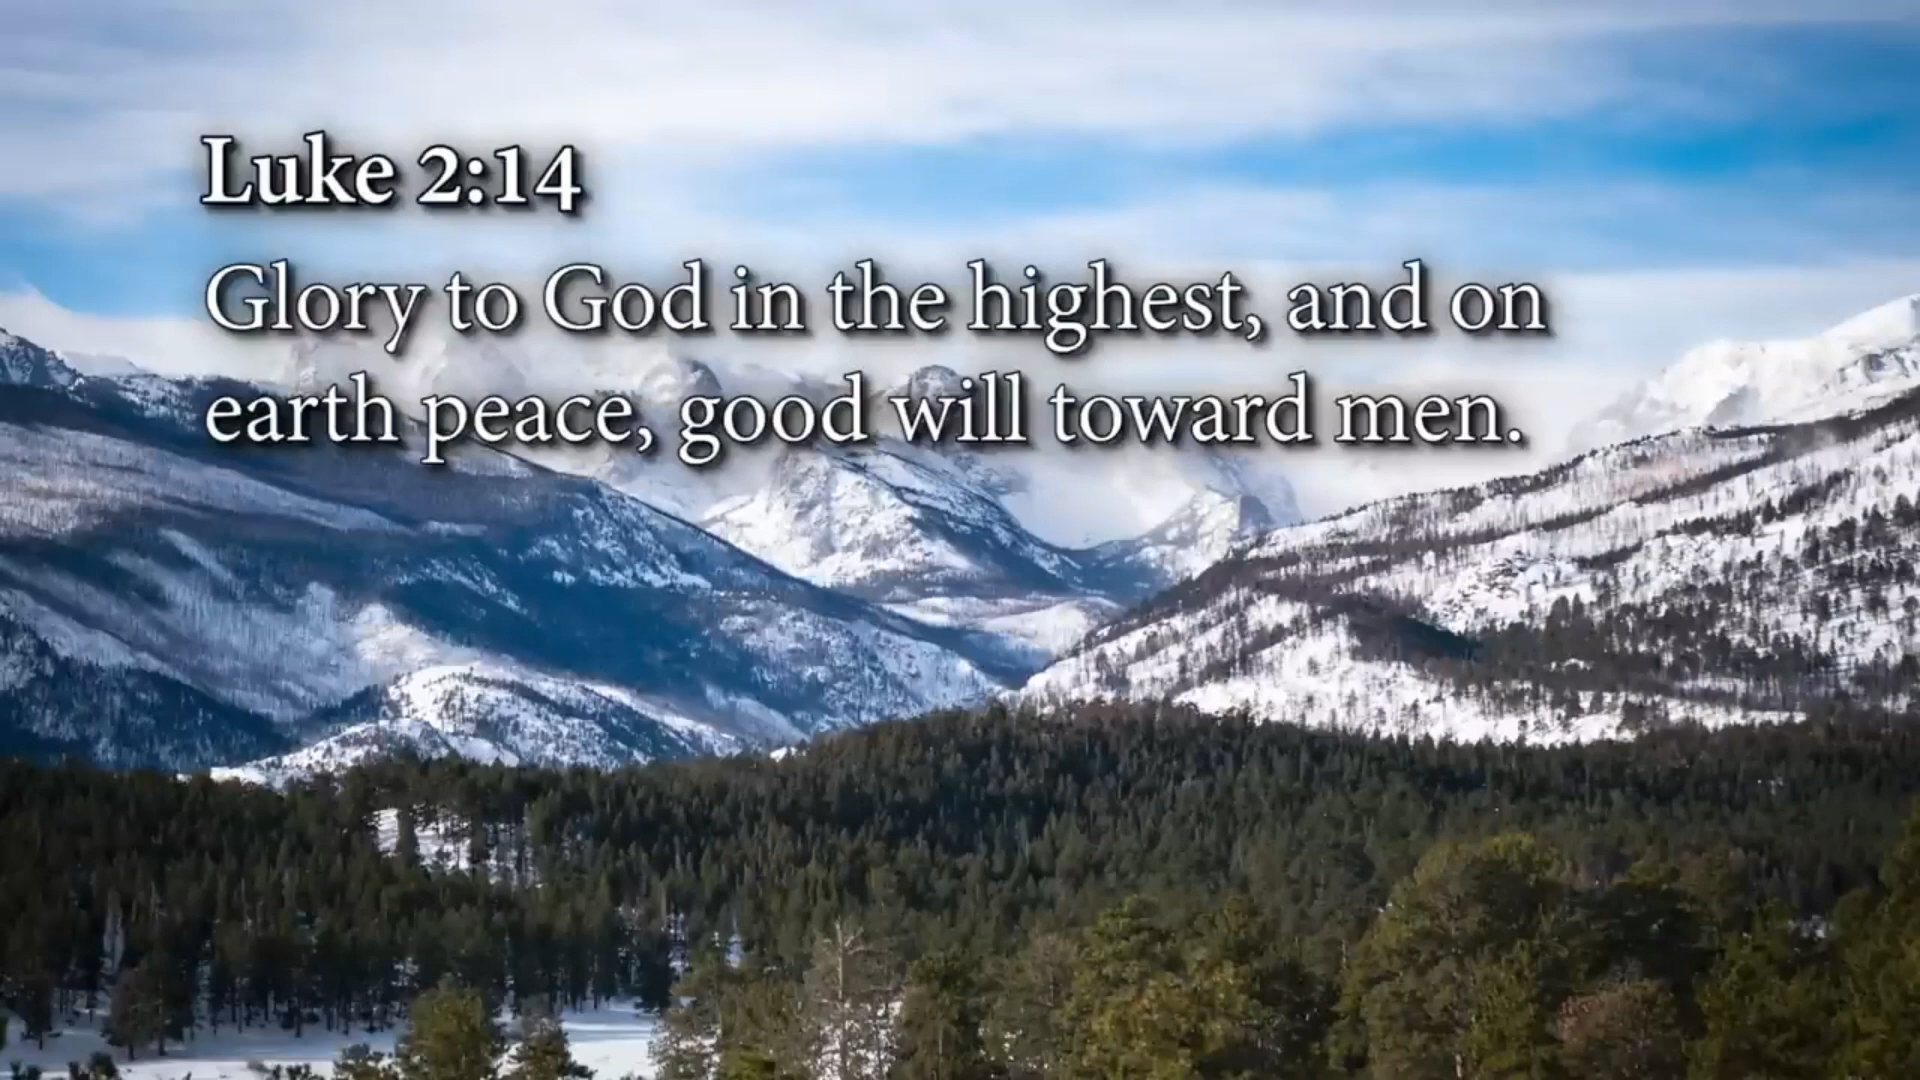 Luke 2:14
Glory to God in the highest, and on
earth peace, good will toward men.